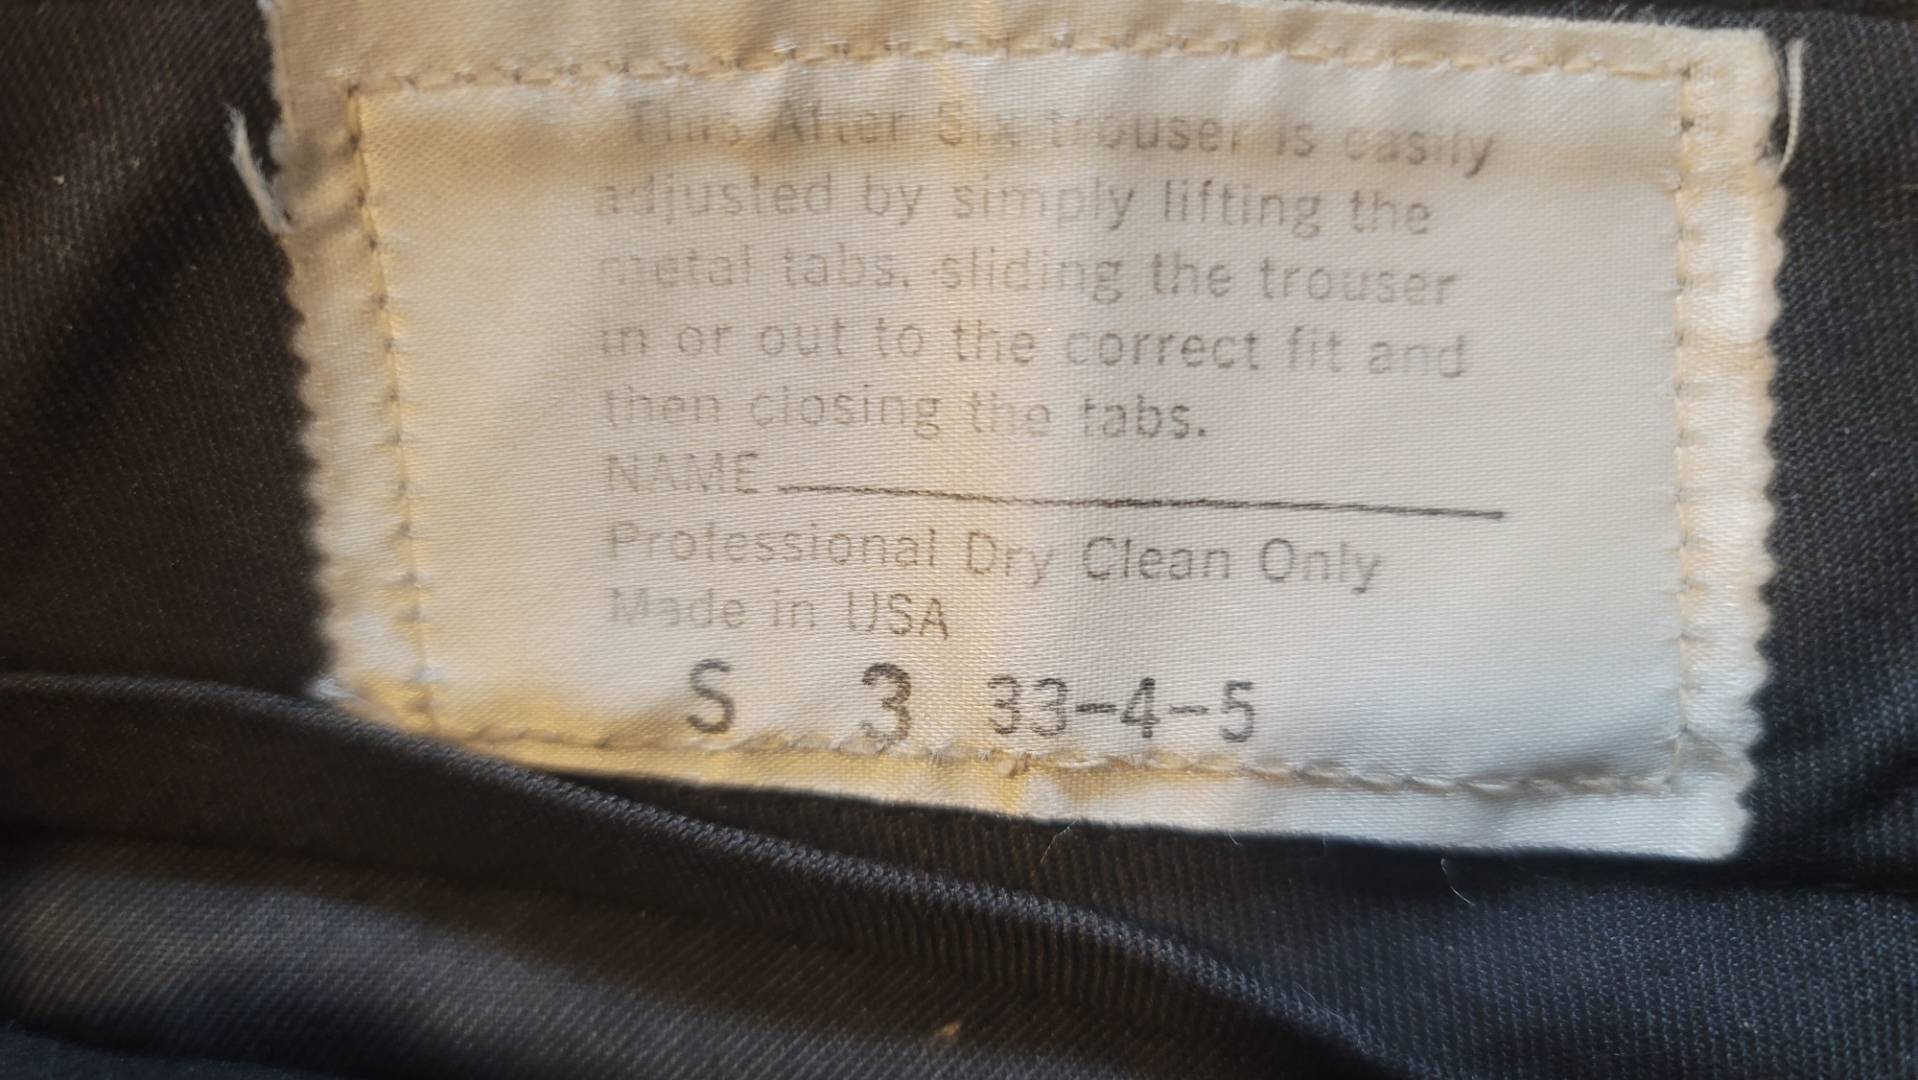 This After Six trouser is easily
adjusted by simply lifting the
metal tabs, sliding the trouser
in or out to the correct fit and
then closing the tabs.
NAME
Professional Dry Clean Only
Made in USA
S 3 33-4-5